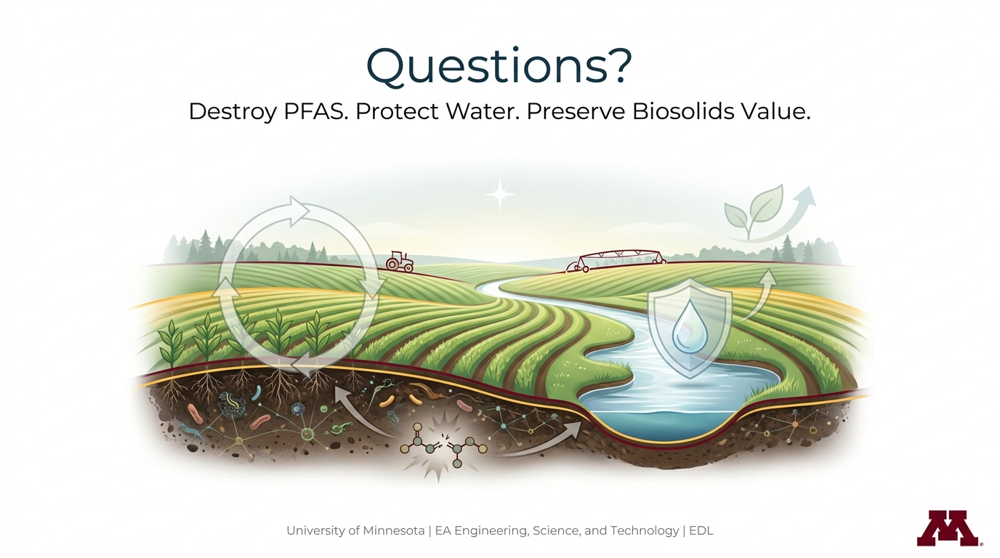 Questions?
Destroy PFAS. Protect Water. Preserve Biosolids Value.
University of Minnesota | EA Engineering, Science, and Technology | EDL
M